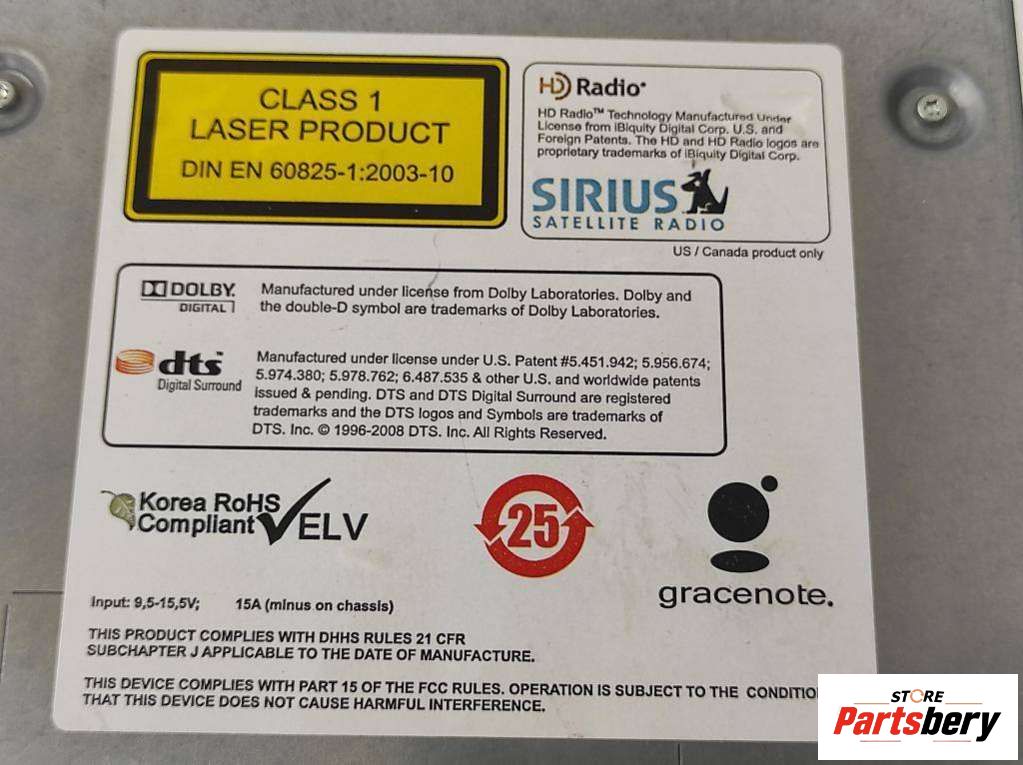 CLASS 1
LASER PRODUCT
DIN EN 60825-1:2003-10
HD Radio
HD Radio™ Technology Manufactured Under
License from iBiquity Digital Corp. U.S. and
Foreign Patents. The HD and HD Radio logos are
proprietary trademarks of iBiquity Digital Corp.
SIRIUS
SATELLITE RADIO
US / Canada product only
DOLBY
DIGITAL
Manufactured under license from Dolby Laboratories. Dolby and
the double-D symbol are trademarks of Dolby Laboratories.
dts
Digital Surround
Manufactured under license under U.S. Patent #5.451.942; 5.956.674;
5.974.380; 5.978.762; 6.487.535 & other U.S. and worldwide patents
issued & pending. DTS and DTS Digital Surround are registered
trademarks and the DTS logos and Symbols are trademarks of
DTS. Inc. © 1996-2008 DTS. Inc. All Rights Reserved.
Korea RoHS
Compliant
ELV
25
gracenote.
Input: 9,5-15,5V; 15A (minus on chassis)
THIS PRODUCT COMPLIES WITH DHHS RULES 21 CFR
SUBCHAPTER J APPLICABLE TO THE DATE OF MANUFACTURE.
THIS DEVICE COMPLIES WITH PART 15 OF THE FCC RULES. OPERATION IS SUBJECT TO THE CONDITIO
THAT THIS DEVICE DOES NOT CAUSE HARMFUL INTERFERENCE.
STORE
Partsbery